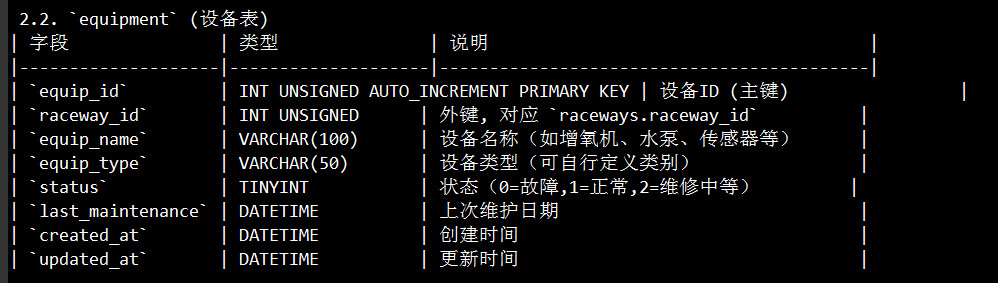 2.2. `equipment` (设备表)
| 字段 | 类型 | 说明 |
|--------------------|--------------------|-------------------------------------------|
| `equip_id` | INT UNSIGNED AUTO_INCREMENT PRIMARY KEY | 设备ID (主键) |
| `raceway_id` | INT UNSIGNED | 外键, 对应 `raceways.raceway_id` |
| `equip_name` | VARCHAR(100) | 设备名称（如增氧机、水泵、传感器等） |
| `equip_type` | VARCHAR(50) | 设备类型（可自行定义类别） |
| `status` | TINYINT | 状态（0=故障,1=正常,2=维修中等） |
| `last_maintenance` | DATETIME | 上次维护日期 |
| `created_at` | DATETIME | 创建时间 |
| `updated_at` | DATETIME | 更新时间 |